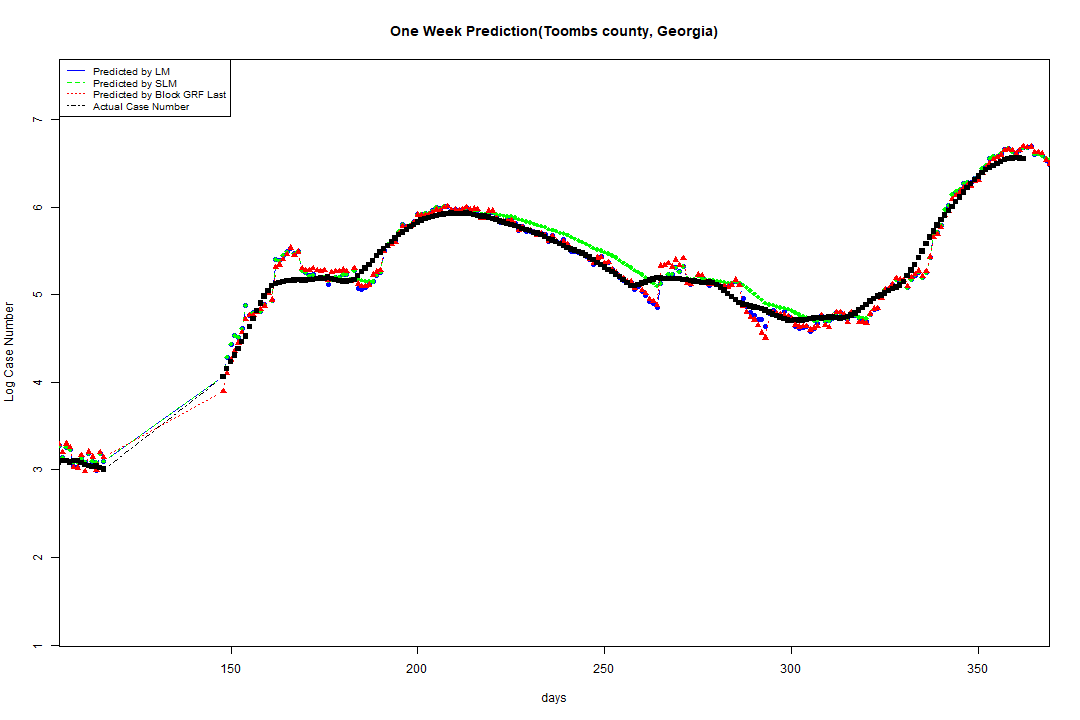 One Week Prediction(Toombs county, Georgia)
Predicted by LM
Predicted by SLM
Predicted by Block GRF Last
Actual Case Number
7
6
5
4
3
2
1
Log Case Number
150 200 250 300 350
days